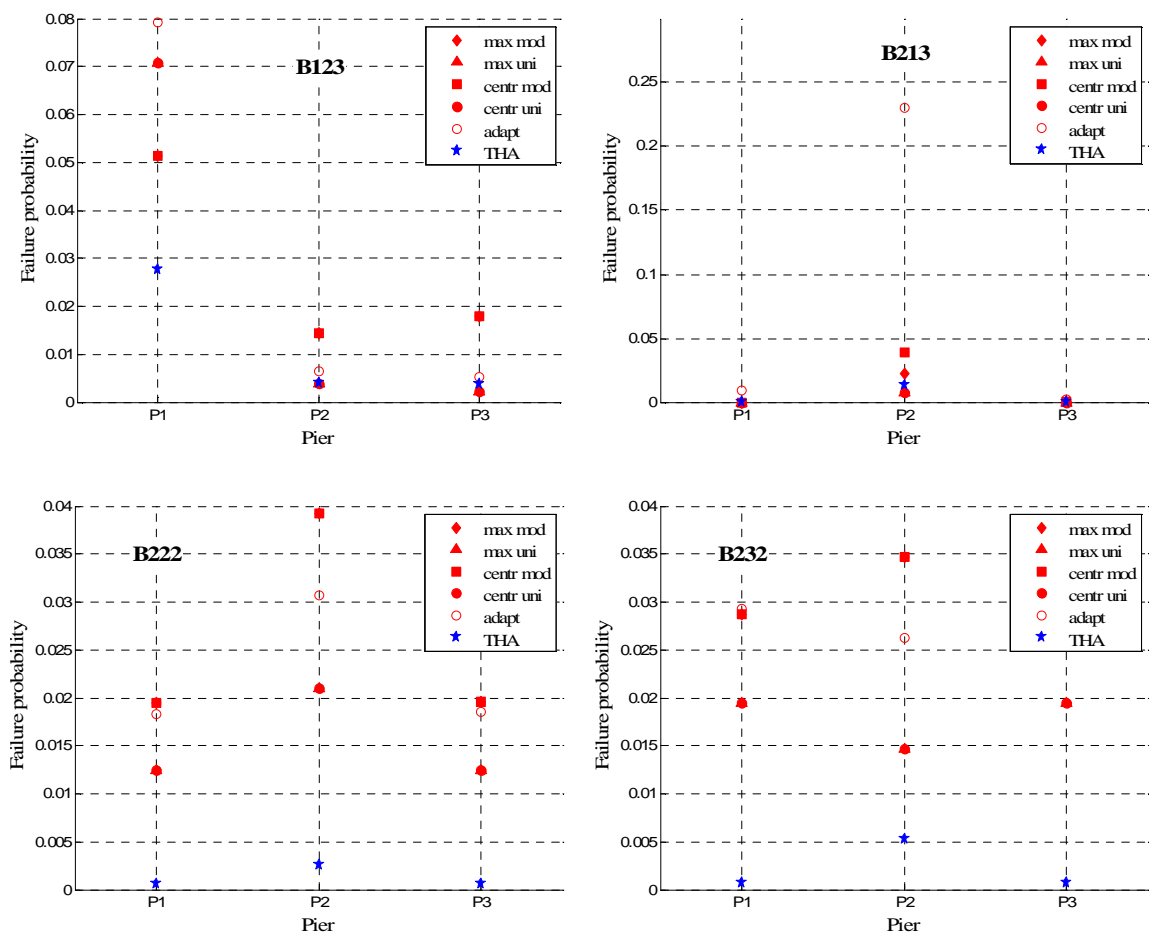 0.08
0.07
0.06
0.05
0.04
0.03
0.02
0.01
0
Failure probability
B123
max mod
max uni
centr mod
centr uni
adapt
THA
P1 P2 P3
Pier
0.25
0.2
0.15
0.1
0.05
0
Failure probability
B213
max mod
max uni
centr mod
centr uni
adapt
THA
P1 P2 P3
Pier
0.04
0.035
0.03
0.025
0.02
0.015
0.01
0.005
0
Failure probability
B222
max mod
max uni
centr mod
centr uni
adapt
THA
P1 P2 P3
Pier
0.04
0.035
0.03
0.025
0.02
0.015
0.01
0.005
0
Failure probability
B232
max mod
max uni
centr mod
centr uni
adapt
THA
P1 P2 P3
Pier